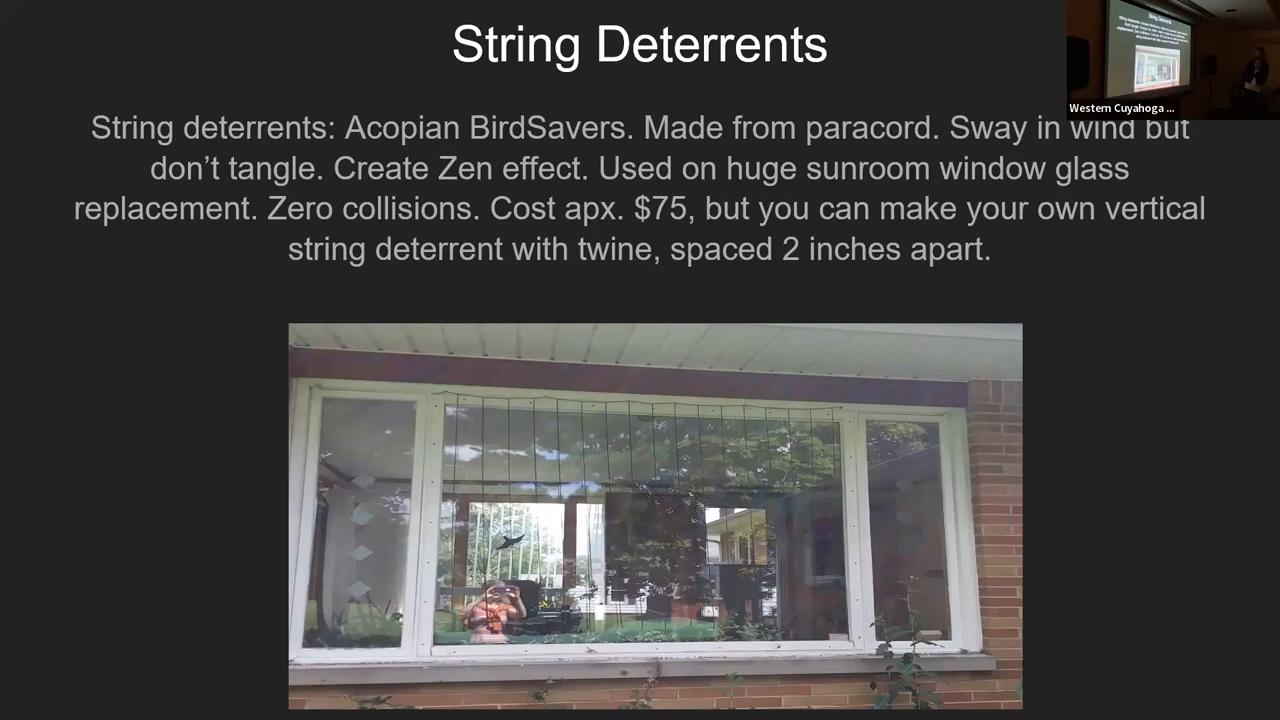 String Deterrents
String deterrents: Acopian BirdSavers. Made from paracord. Sway in wind but
don’t tangle. Create Zen effect. Used on huge sunroom window glass
replacement. Zero collisions. Cost apx. $75, but you can make your own vertical
string deterrent with twine, spaced 2 inches apart.
Western Cuyahoga ...